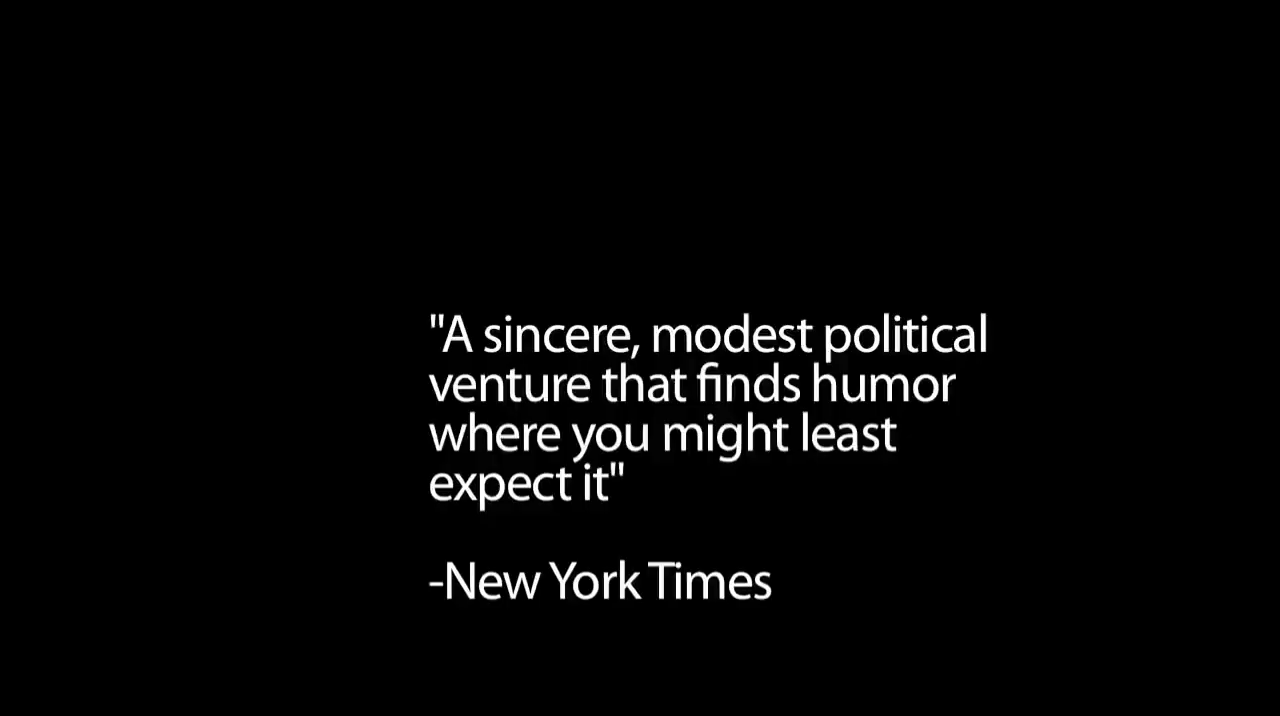 "A sincere, modest political
venture that finds humor
where you might least
expect it"
-New York Times